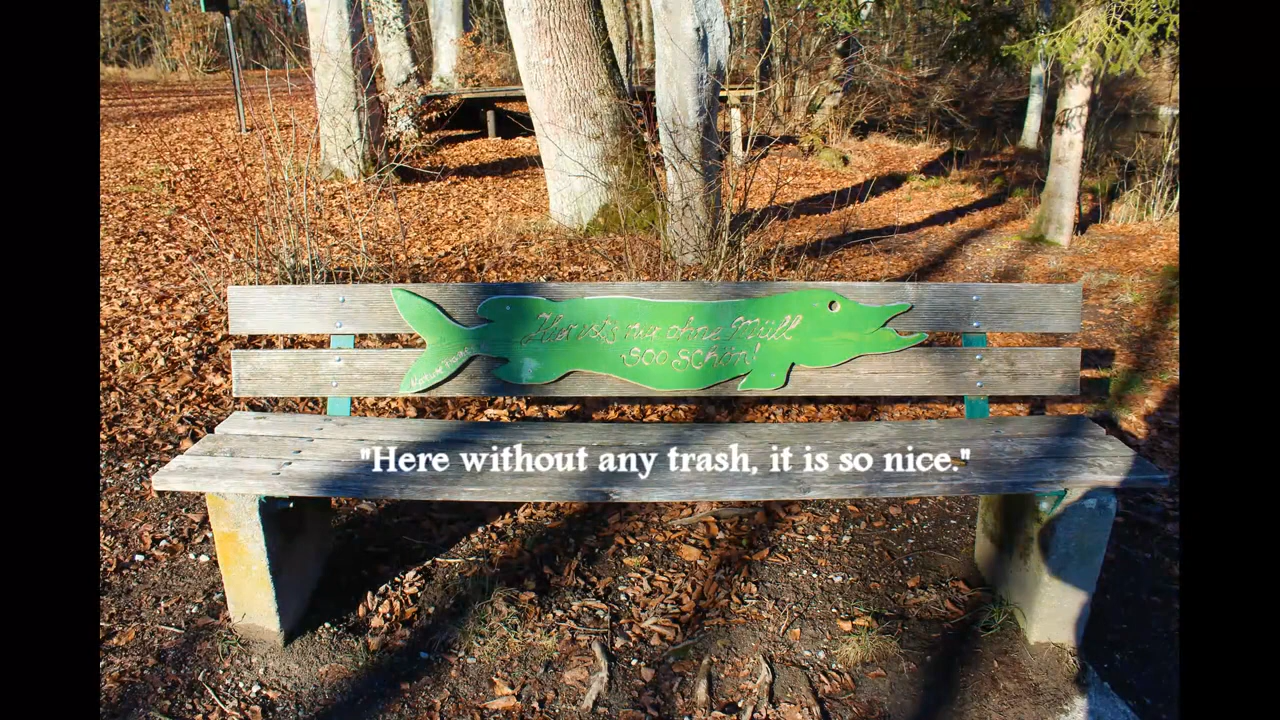 Hier ist's nur ohne Müll
soo schön!
"Here without any trash, it is so nice."